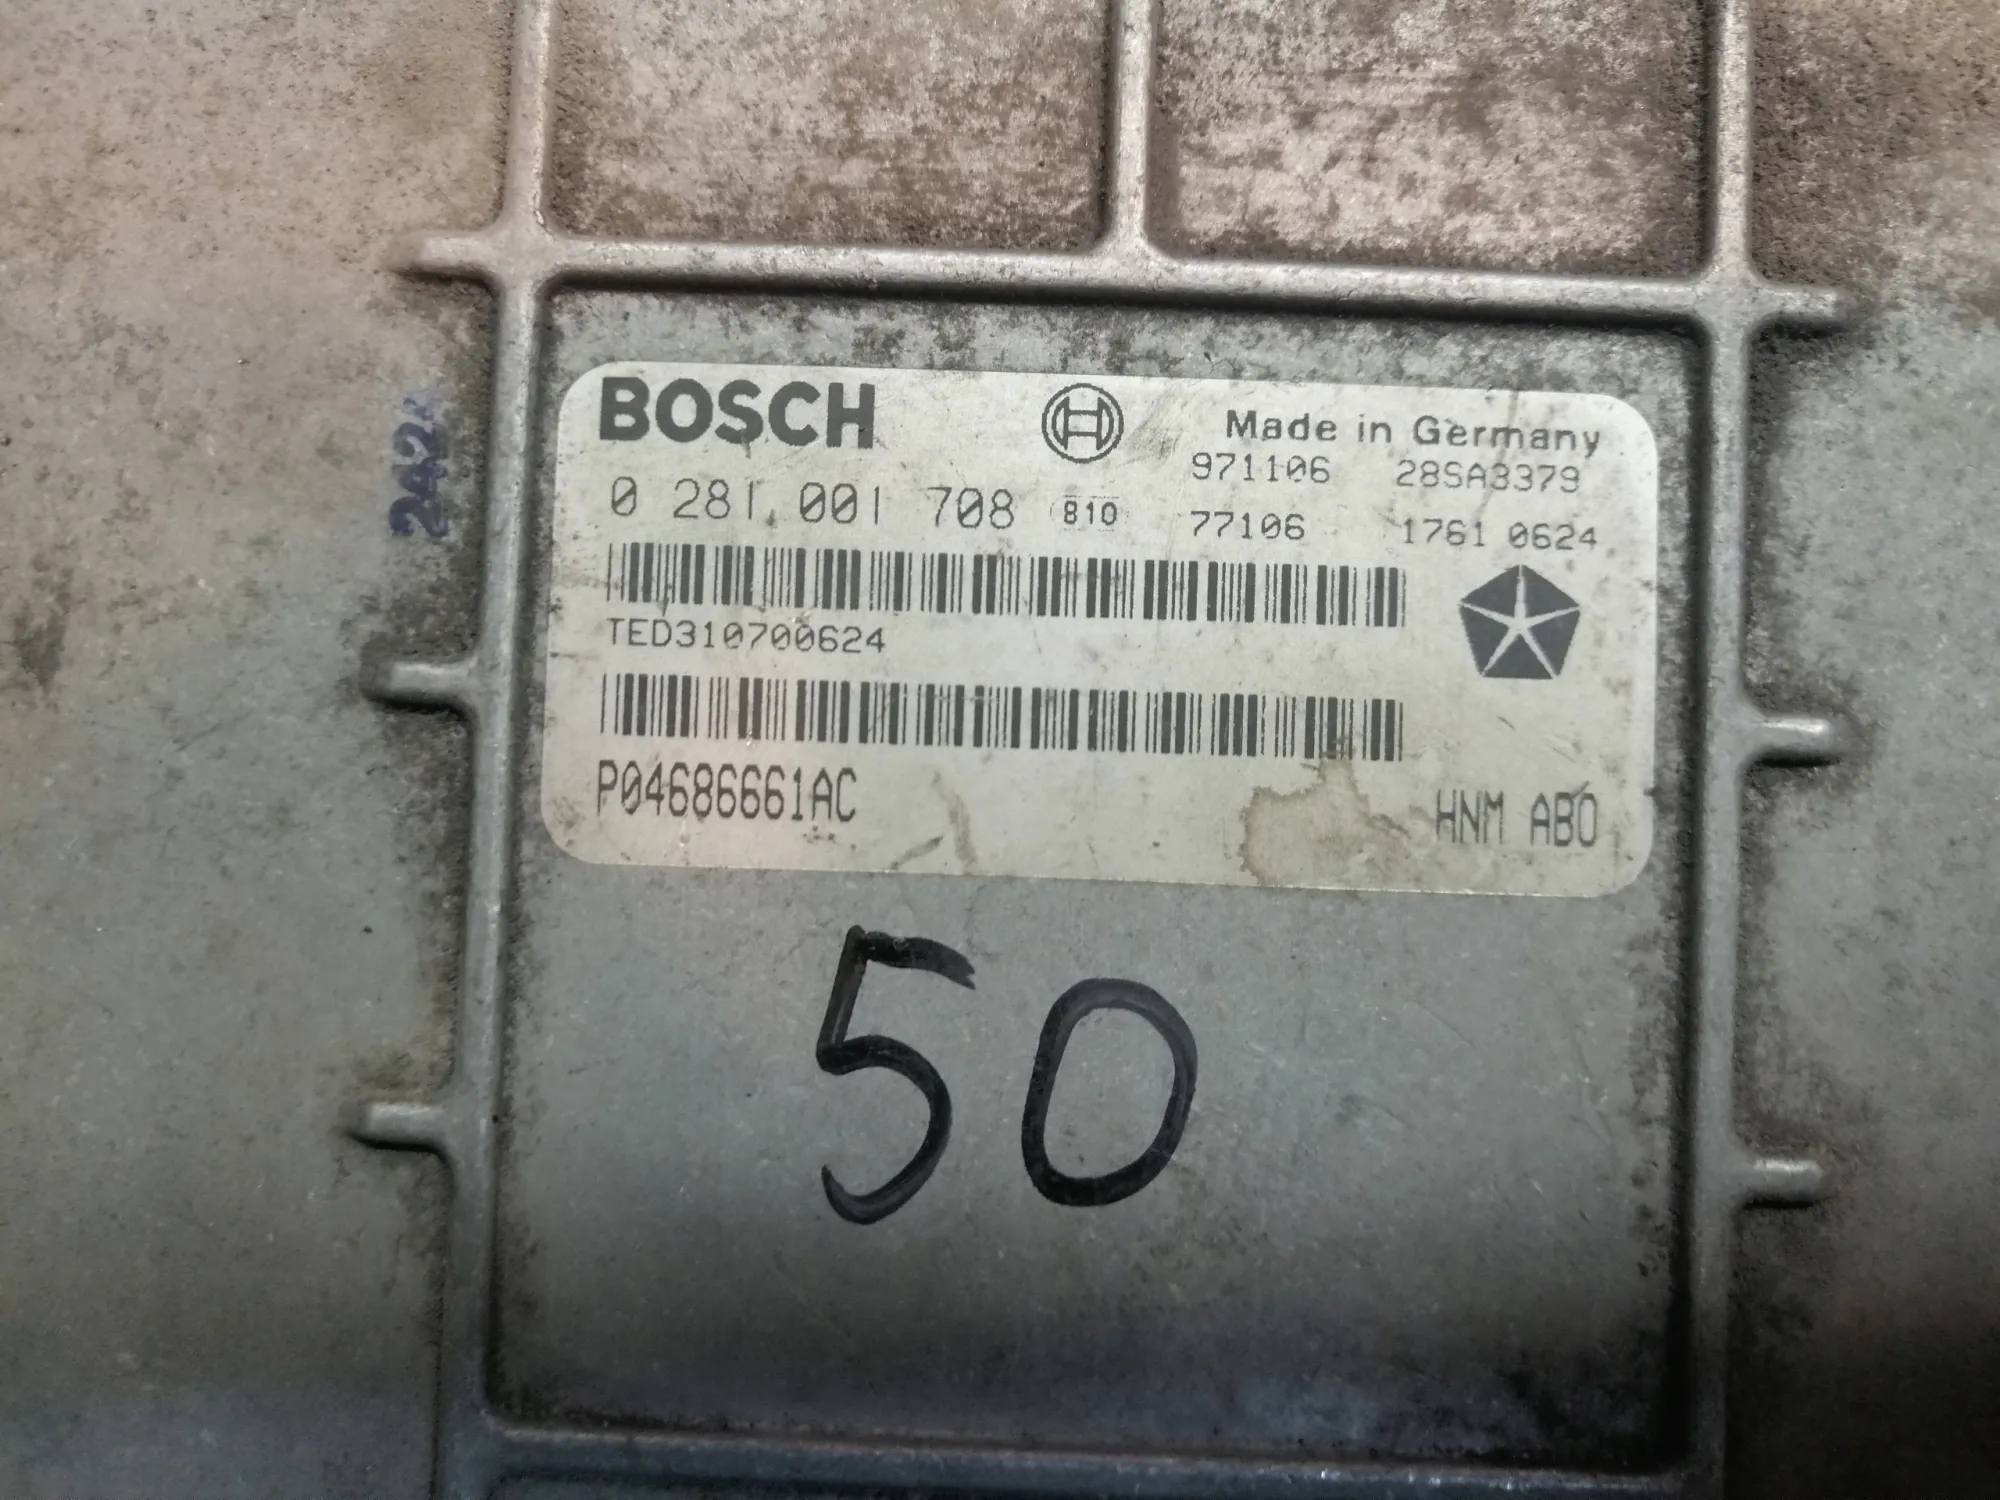 BOSCH
Made in Germany
971106 28SA3379
0 281 001 708 810 77106 1761 0624
TED310700624
P04686661AC
HNM ABO
50